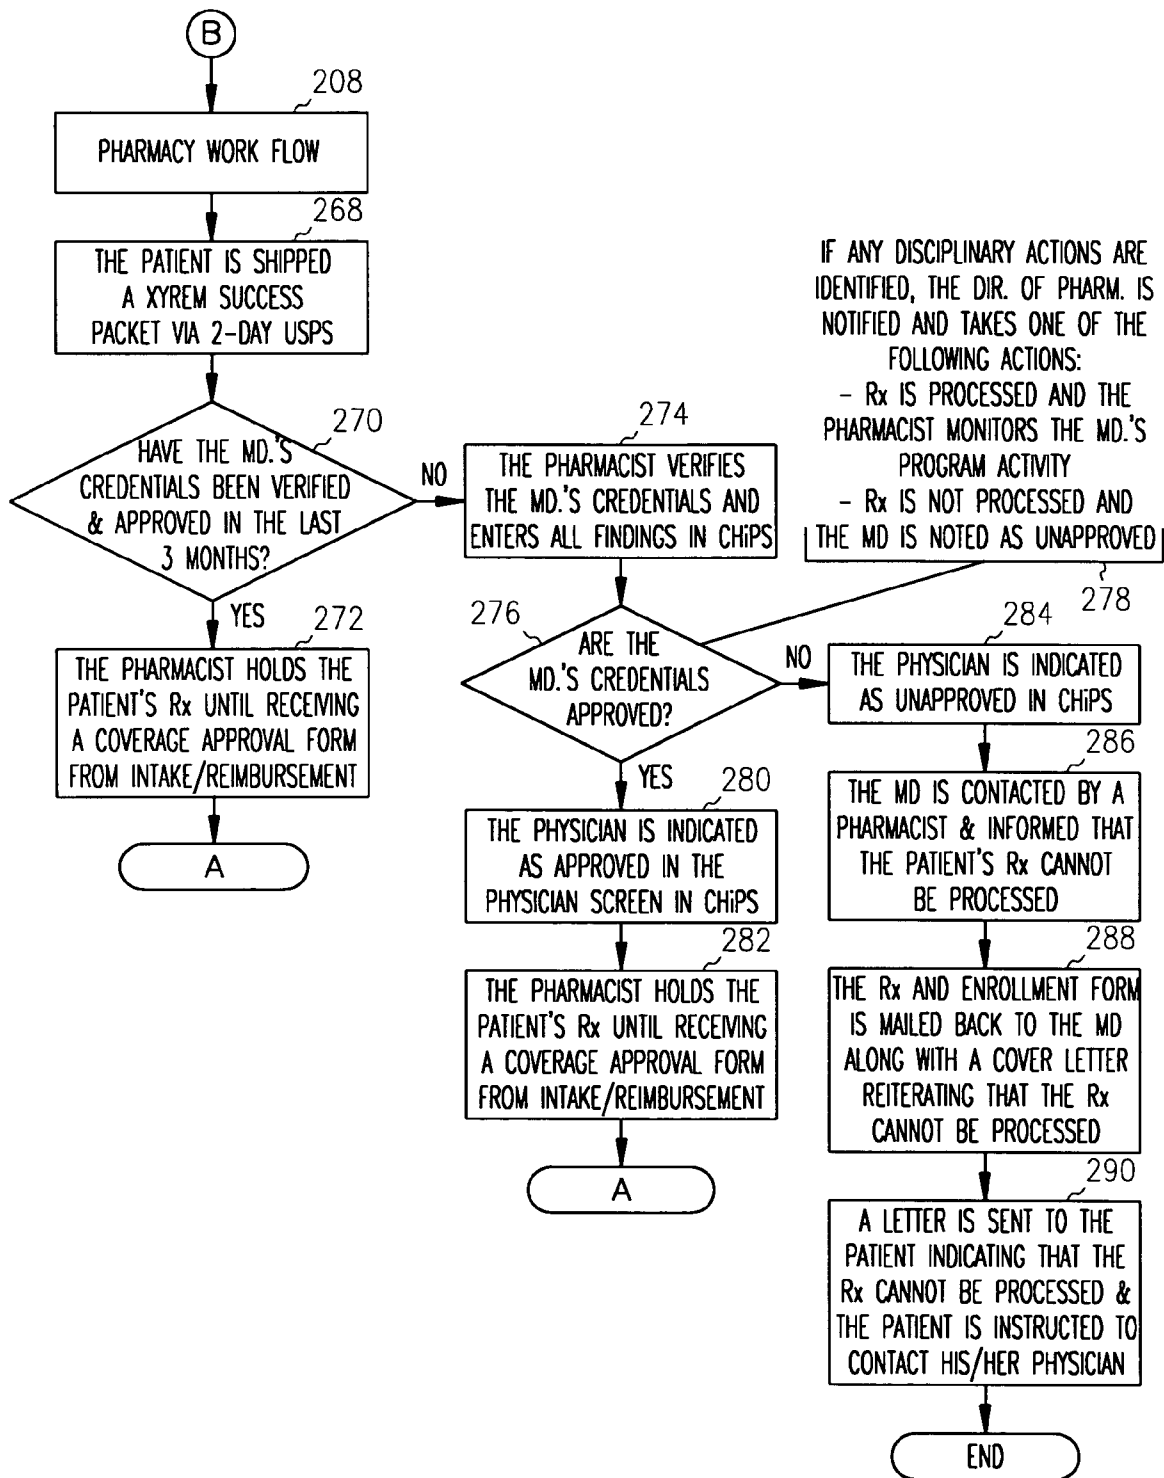 B
208
PHARMACY WORK FLOW
268
THE PATIENT IS SHIPPED
A XYREM SUCCESS
PACKET VIA 2-DAY USPS
270
HAVE THE MD.'S
CREDENTIALS BEEN VERIFIED
& APPROVED IN THE LAST
3 MONTHS?
NO
YES
272
THE PHARMACIST HOLDS THE
PATIENT'S Rx UNTIL RECEIVING
A COVERAGE APPROVAL FORM
FROM INTAKE/REIMBURSEMENT
A
274
THE PHARMACIST VERIFIES
THE MD.'S CREDENTIALS AND
ENTERS ALL FINDINGS IN CHiPS
276
ARE THE
MD.'S CREDENTIALS
APPROVED?
NO
YES
IF ANY DISCIPLINARY ACTIONS ARE
IDENTIFIED, THE DIR. OF PHARM. IS
NOTIFIED AND TAKES ONE OF THE
FOLLOWING ACTIONS:
- Rx IS PROCESSED AND THE
PHARMACIST MONITORS THE MD.'S
PROGRAM ACTIVITY
- Rx IS NOT PROCESSED AND
THE MD IS NOTED AS UNAPPROVED
278
280
THE PHYSICIAN IS INDICATED
AS APPROVED IN THE
PHYSICIAN SCREEN IN CHiPS
282
THE PHARMACIST HOLDS THE
PATIENT'S Rx UNTIL RECEIVING
A COVERAGE APPROVAL FORM
FROM INTAKE/REIMBURSEMENT
A
284
THE PHYSICIAN IS INDICATED
AS UNAPPROVED IN CHiPS
286
THE MD IS CONTACTED BY A
PHARMACIST & INFORMED THAT
THE PATIENT'S Rx CANNOT
BE PROCESSED
288
THE Rx AND ENROLLMENT FORM
IS MAILED BACK TO THE MD
ALONG WITH A COVER LETTER
REITERATING THAT THE Rx
CANNOT BE PROCESSED
290
A LETTER IS SENT TO THE
PATIENT INDICATING THAT THE
Rx CANNOT BE PROCESSED &
THE PATIENT IS INSTRUCTED TO
CONTACT HIS/HER PHYSICIAN
END